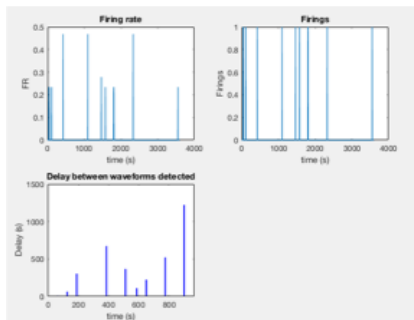 Firing rate
0.5
0.4
0.3
0.2
0.1
0
FR
0 1000 2000 3000 4000
time (s)
Firings
1
0.8
0.6
0.4
0.2
0
Firings
0 1000 2000 3000 4000
time (s)
Delay between waveforms detected
1500
1000
500
0
Delay (s)
0 200 400 600 800
time (s)